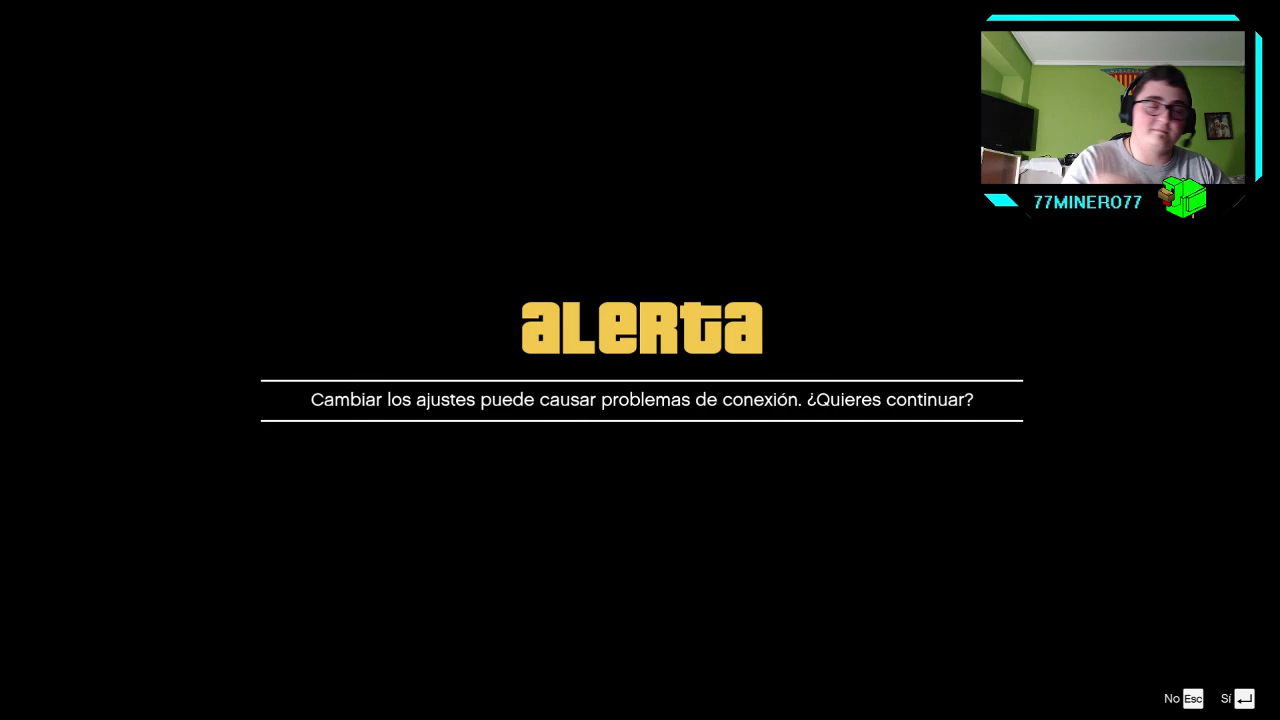 77MINERO77
alerta
Cambiar los ajustes puede causar problemas de conexión. ¿Quieres continuar?
No Esc Sí